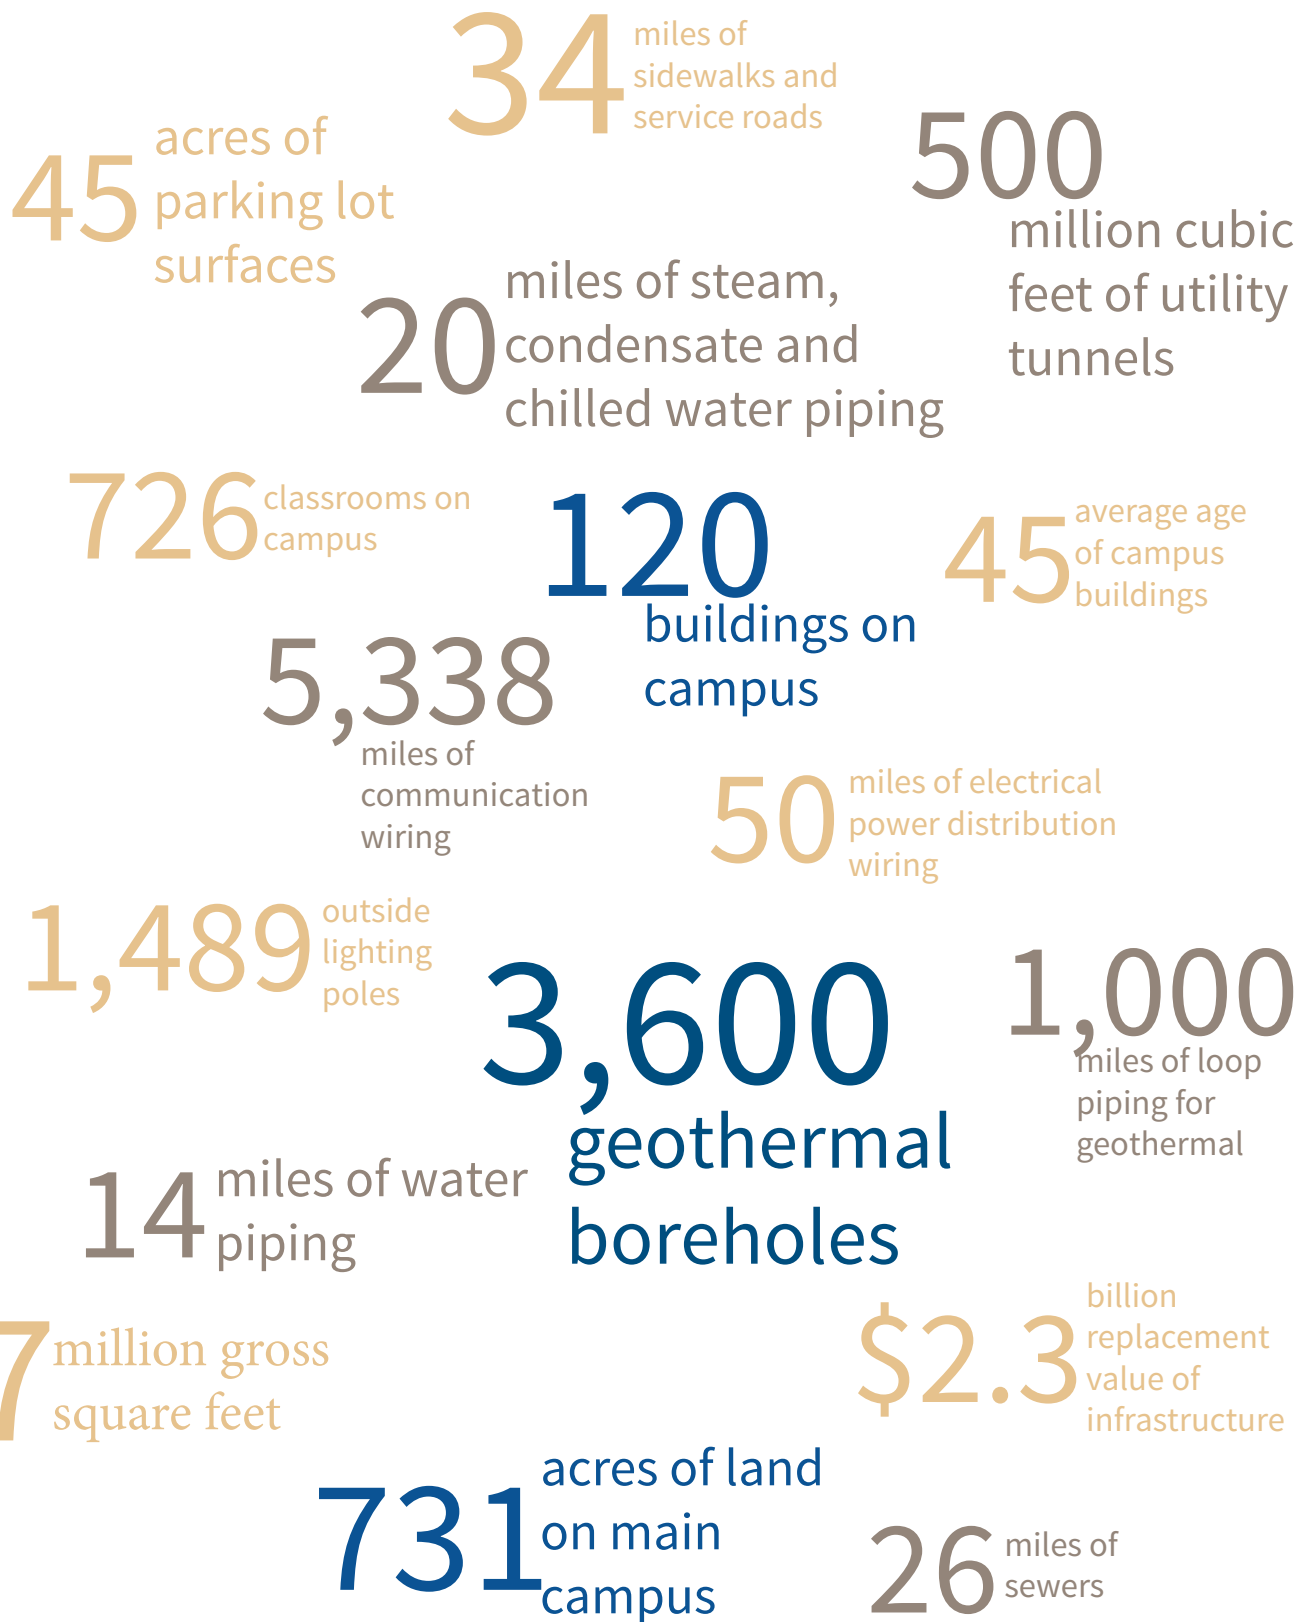 34
miles of
sidewalks and
service roads
45
acres of
parking lot
surfaces
500
million cubic
feet of utility
tunnels
20
miles of steam,
condensate and
chilled water piping
726
classrooms on
campus
120
buildings on
campus
45
average age
of campus
buildings
5,338
miles of
communication
wiring
50
miles of electrical
power distribution
wiring
1,489
outside
lighting
poles
3,600
geothermal
boreholes
1,000
miles of loop
piping for
geothermal
14
miles of water
piping
7
million gross
square feet
$2.3
billion
replacement
value of
infrastructure
731
acres of land
on main
campus
26
miles of
sewers